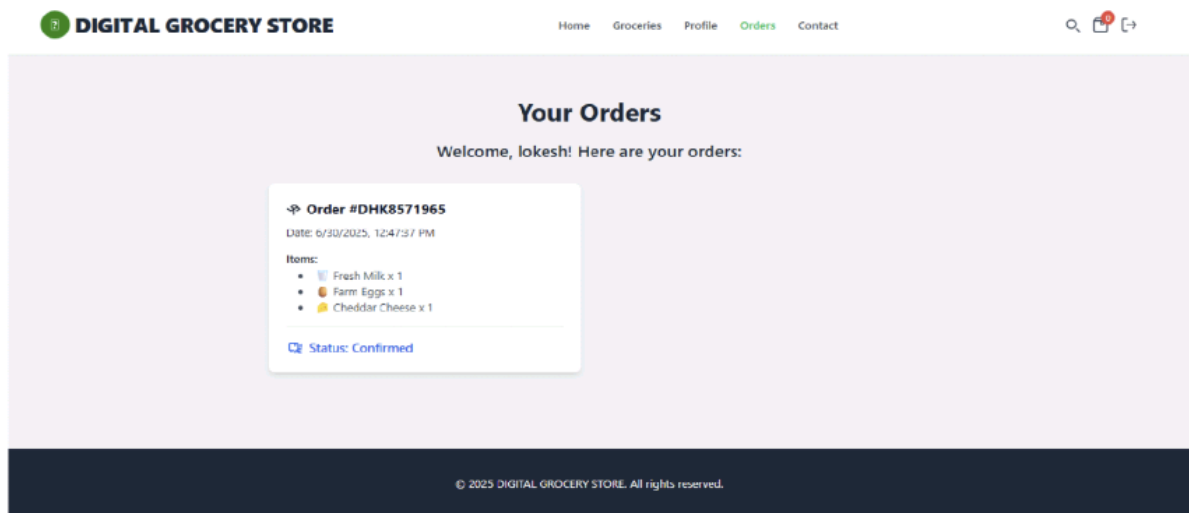 DIGITAL GROCERY STORE
Home Groceries Profile Orders Contact
0
Your Orders
Welcome, lokesh! Here are your orders:
Order #DHK8571965
Date: 6/30/2025, 12:47:37 PM
Items:
Fresh Milk x 1
Farm Eggs x 1
Cheddar Cheese x 1
Status: Confirmed
© 2025 DIGITAL GROCERY STORE. All rights reserved.